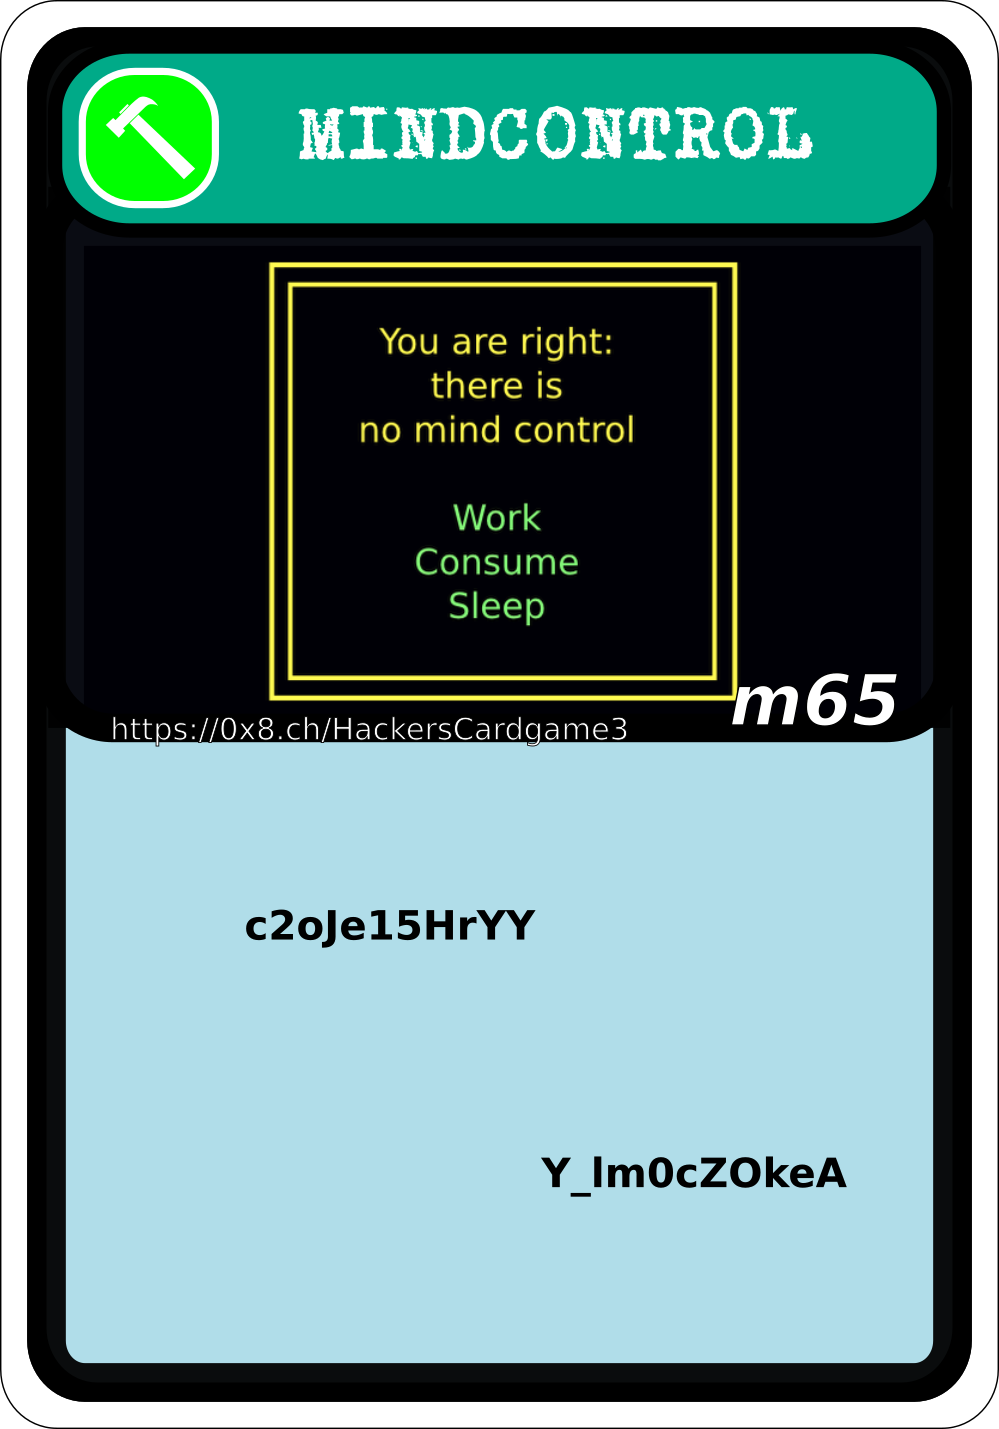 MINDCONTROL
You are right:
there is
no mind control
Work
Consume
Sleep
m65
https://0x8.ch/HackersCardgame3
c2oJe15HrYY
Y_lm0cZOkeA